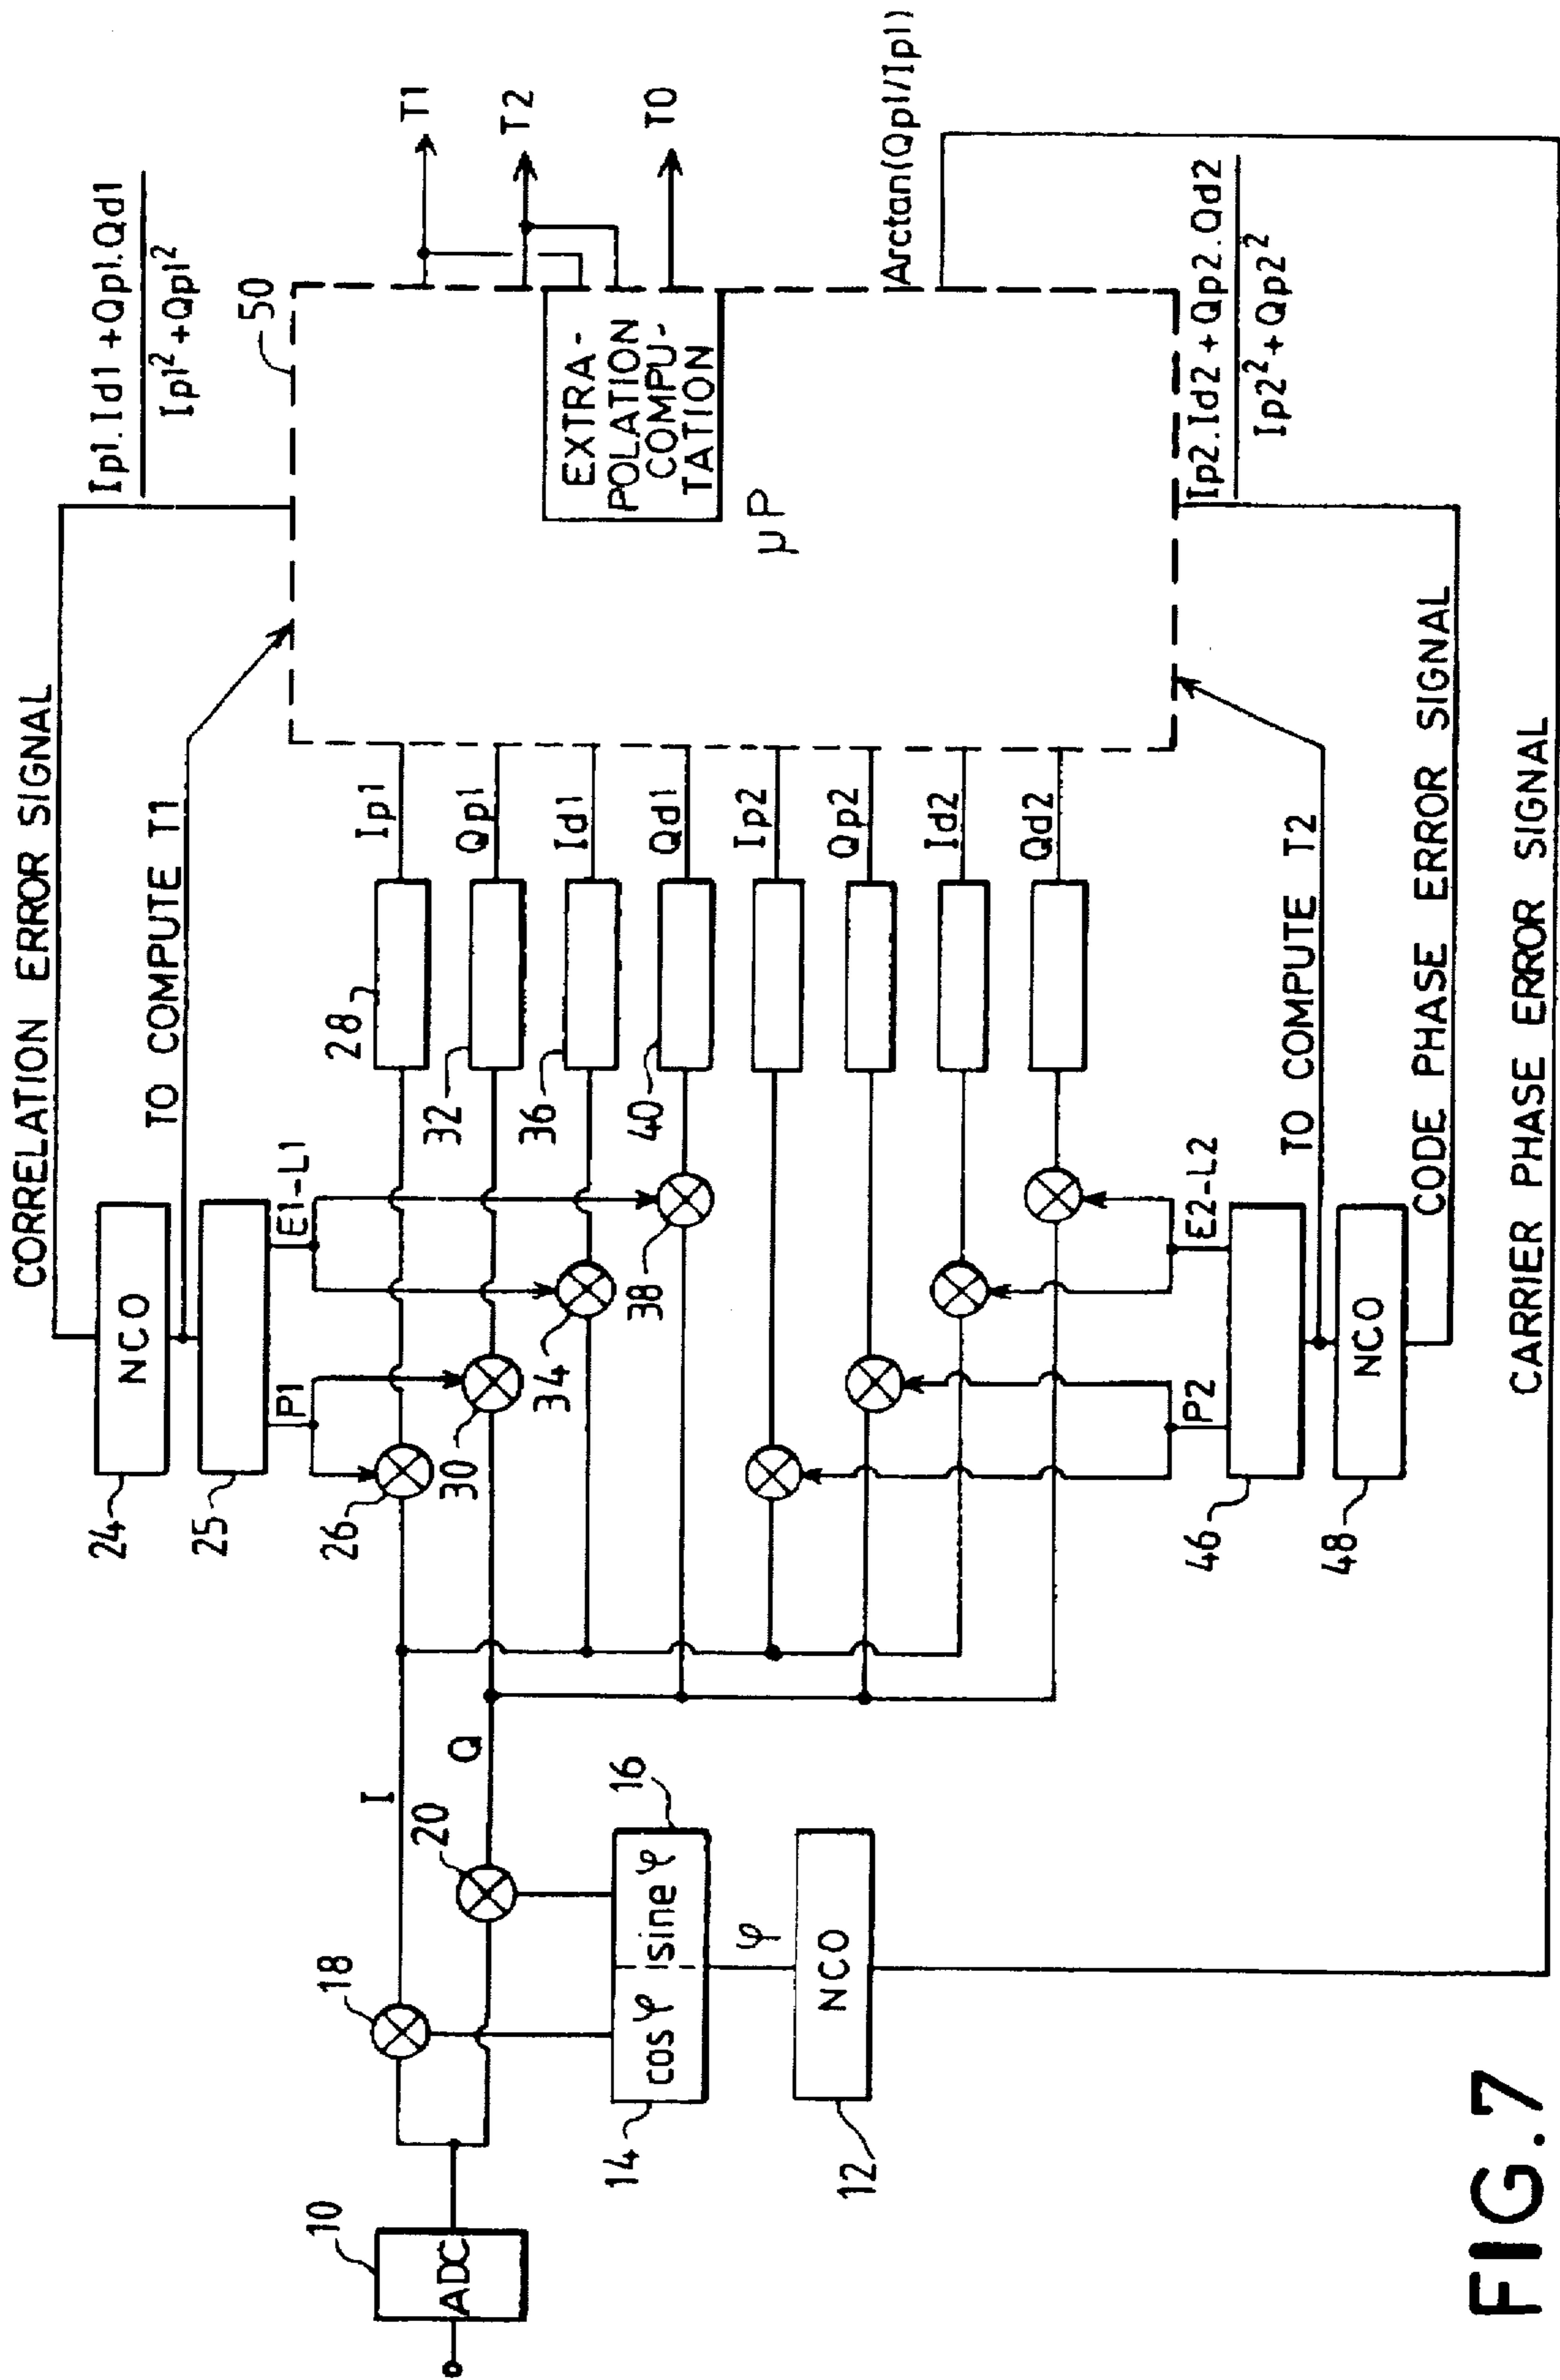 CORRELATION ERROR SIGNAL
Ip1.Id1 + Qp1.Qd1
Ip1² + Qp1²
24
NCO
TO COMPUTE T1
50
25
P1
E1-L1
26
28
Ip1
T1
30
32
Qp1
T2
34
36
Id1
EXTRA-
POLATION
COMPU-
TATION
T0
38
40
Qd1
µP
10
ADC
18
I
20
Q
Ip2
14
cos φ
sine φ
16
Qp2
Arctan(Qp1/Ip1)
φ
Id2
12
NCO
Qd2
P2
E2-L2
Ip2.Id2 + Qp2.Qd2
Ip2² + Qp2²
46
TO COMPUTE T2
48
NCO
CODE PHASE ERROR SIGNAL
CARRIER PHASE ERROR SIGNAL
FIG.7